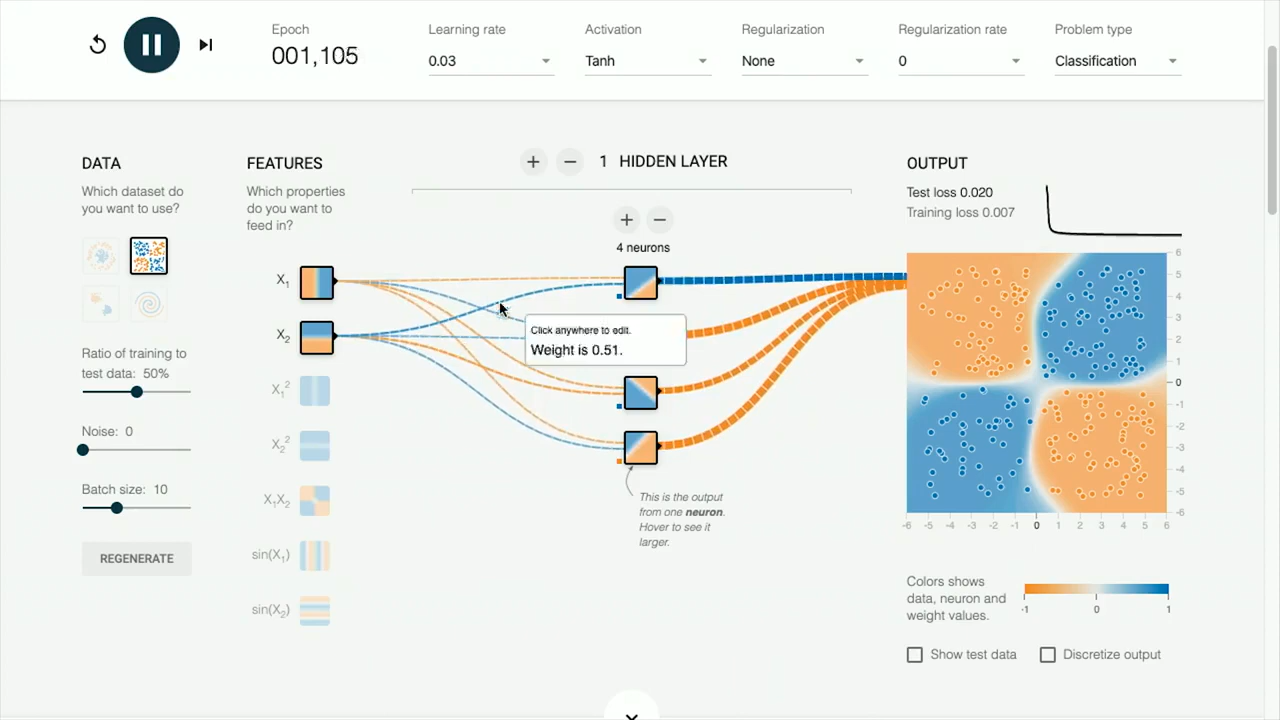 Epoch
001,105
Learning rate
0.03
Activation
Tanh
Regularization
None
Regularization rate
0
Problem type
Classification
DATA
Which dataset do
you want to use?
Ratio of training to
test data: 50%
Noise: 0
Batch size: 10
REGENERATE
FEATURES
Which properties
do you want to
feed in?
X₁
X₂
X₁²
X₂²
X₁X₂
sin(X₁)
sin(X₂)
+ − 1 HIDDEN LAYER
+ −
4 neurons
Click anywhere to edit.
Weight is 0.51.
This is the output
from one neuron.
Hover to see it
larger.
OUTPUT
Test loss 0.020
Training loss 0.007
6
5
4
3
2
1
0
-1
-2
-3
-4
-5
-6
-6 -5 -4 -3 -2 -1 0 1 2 3 4 5 6
Colors shows
data, neuron and
weight values.
-1 0 1
Show test data
Discretize output